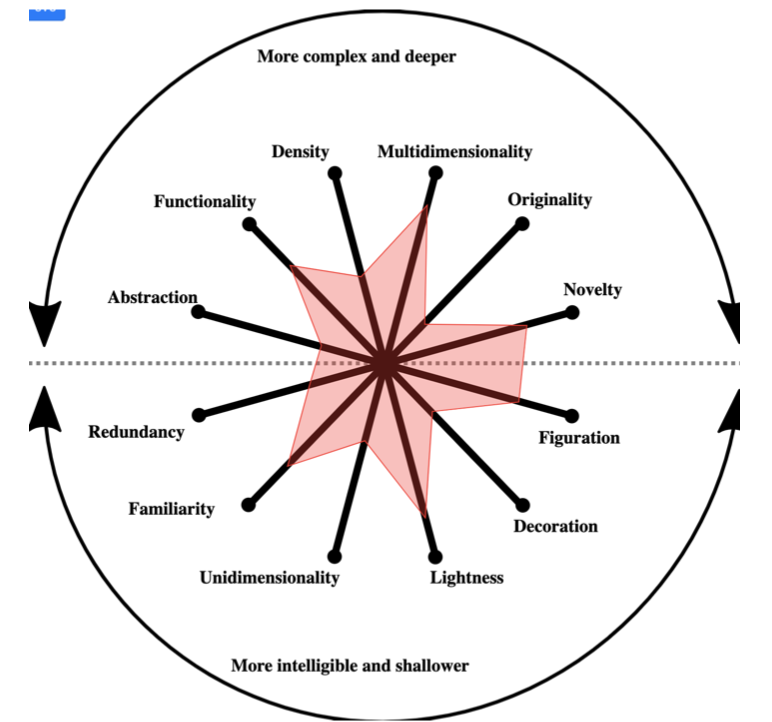 More complex and deeper
Density
Multidimensionality
Functionality
Originality
Novelty
Abstraction
Redundancy
Figuration
Familiarity
Decoration
Unidimensionality
Lightness
More intelligible and shallower